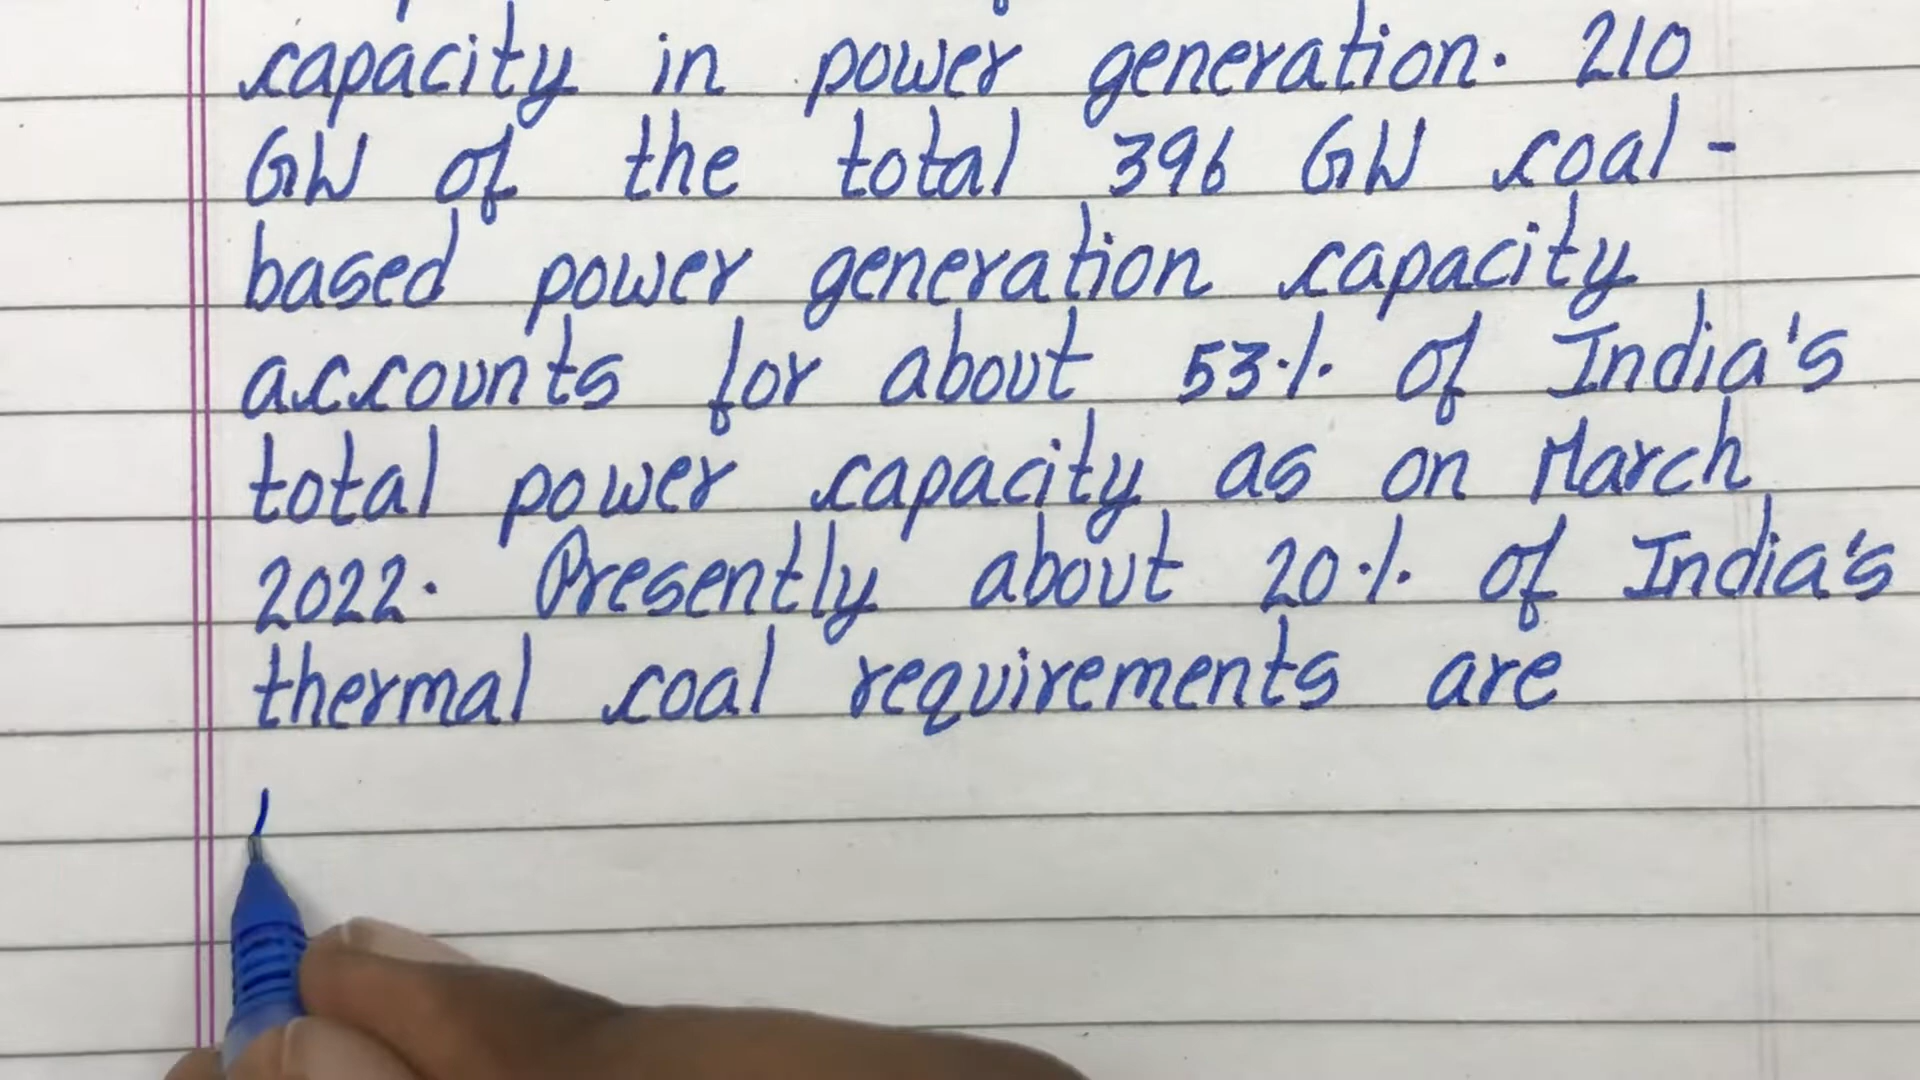 capacity in power generation. 210
GW of the total 396 GW coal-
based power generation capacity
accounts for about 53% of India's
total power capacity as on March
2022. Presently about 20% of India's
thermal coal requirements are